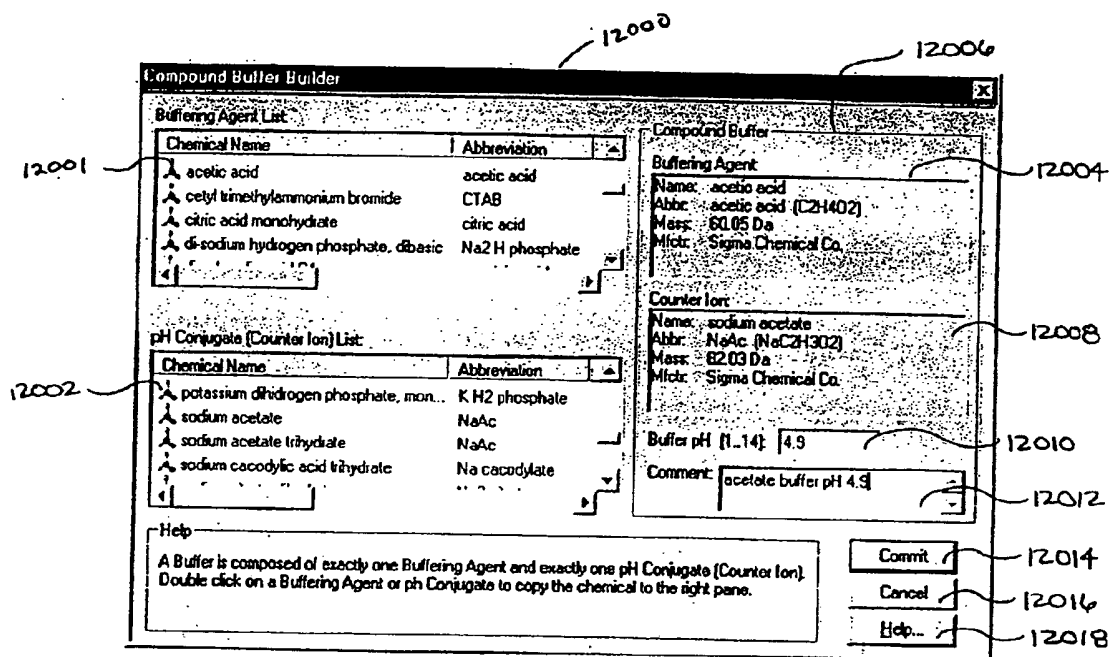 12000
12006
Compound Buffer Builder
Buffering Agent List:
Chemical Name Abbreviation
12001
acetic acid acetic acid
cetyl trimethylammonium bromide CTAB
citric acid monohydrate citric acid
di-sodium hydrogen phosphate, dibasic Na2 H phosphate
pH Conjugate (Counter Ion) List:
Chemical Name Abbreviation
12002
potassium dihidrogen phosphate, mon... K H2 phosphate
sodium acetate NaAc
sodium acetate trihydrate NaAc
sodium cacodylic acid trihydrate Na cacodylate
Compound Buffer
Buffering Agent:
12004
Name: acetic acid
Abbr: acetic acid (C2H4O2)
Mass: 60.05 Da
Mfctr: Sigma Chemical Co.
Counter Ion:
Name: sodium acetate
12008
Abbr: NaAc (NaC2H3O2)
Mass: 82.03 Da
Mfctr: Sigma Chemical Co.
Buffer pH (1..14): 4.9
12010
Comment: acetate buffer pH 4.9
12012
Help
A Buffer is composed of exactly one Buffering Agent and exactly one pH Conjugate (Counter Ion).
Double click on a Buffering Agent or ph Conjugate to copy the chemical to the right pane.
Commit
12014
Cancel
12016
Help...
12018